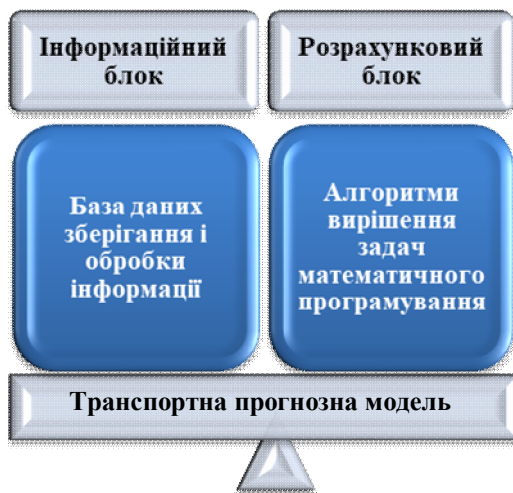 Інформаційний
блок
Розрахунковий
блок
База даних
зберігання і
обробки
інформації
Алгоритми
вирішення
задач
математичного
програмування
Транспортна прогнозна модель